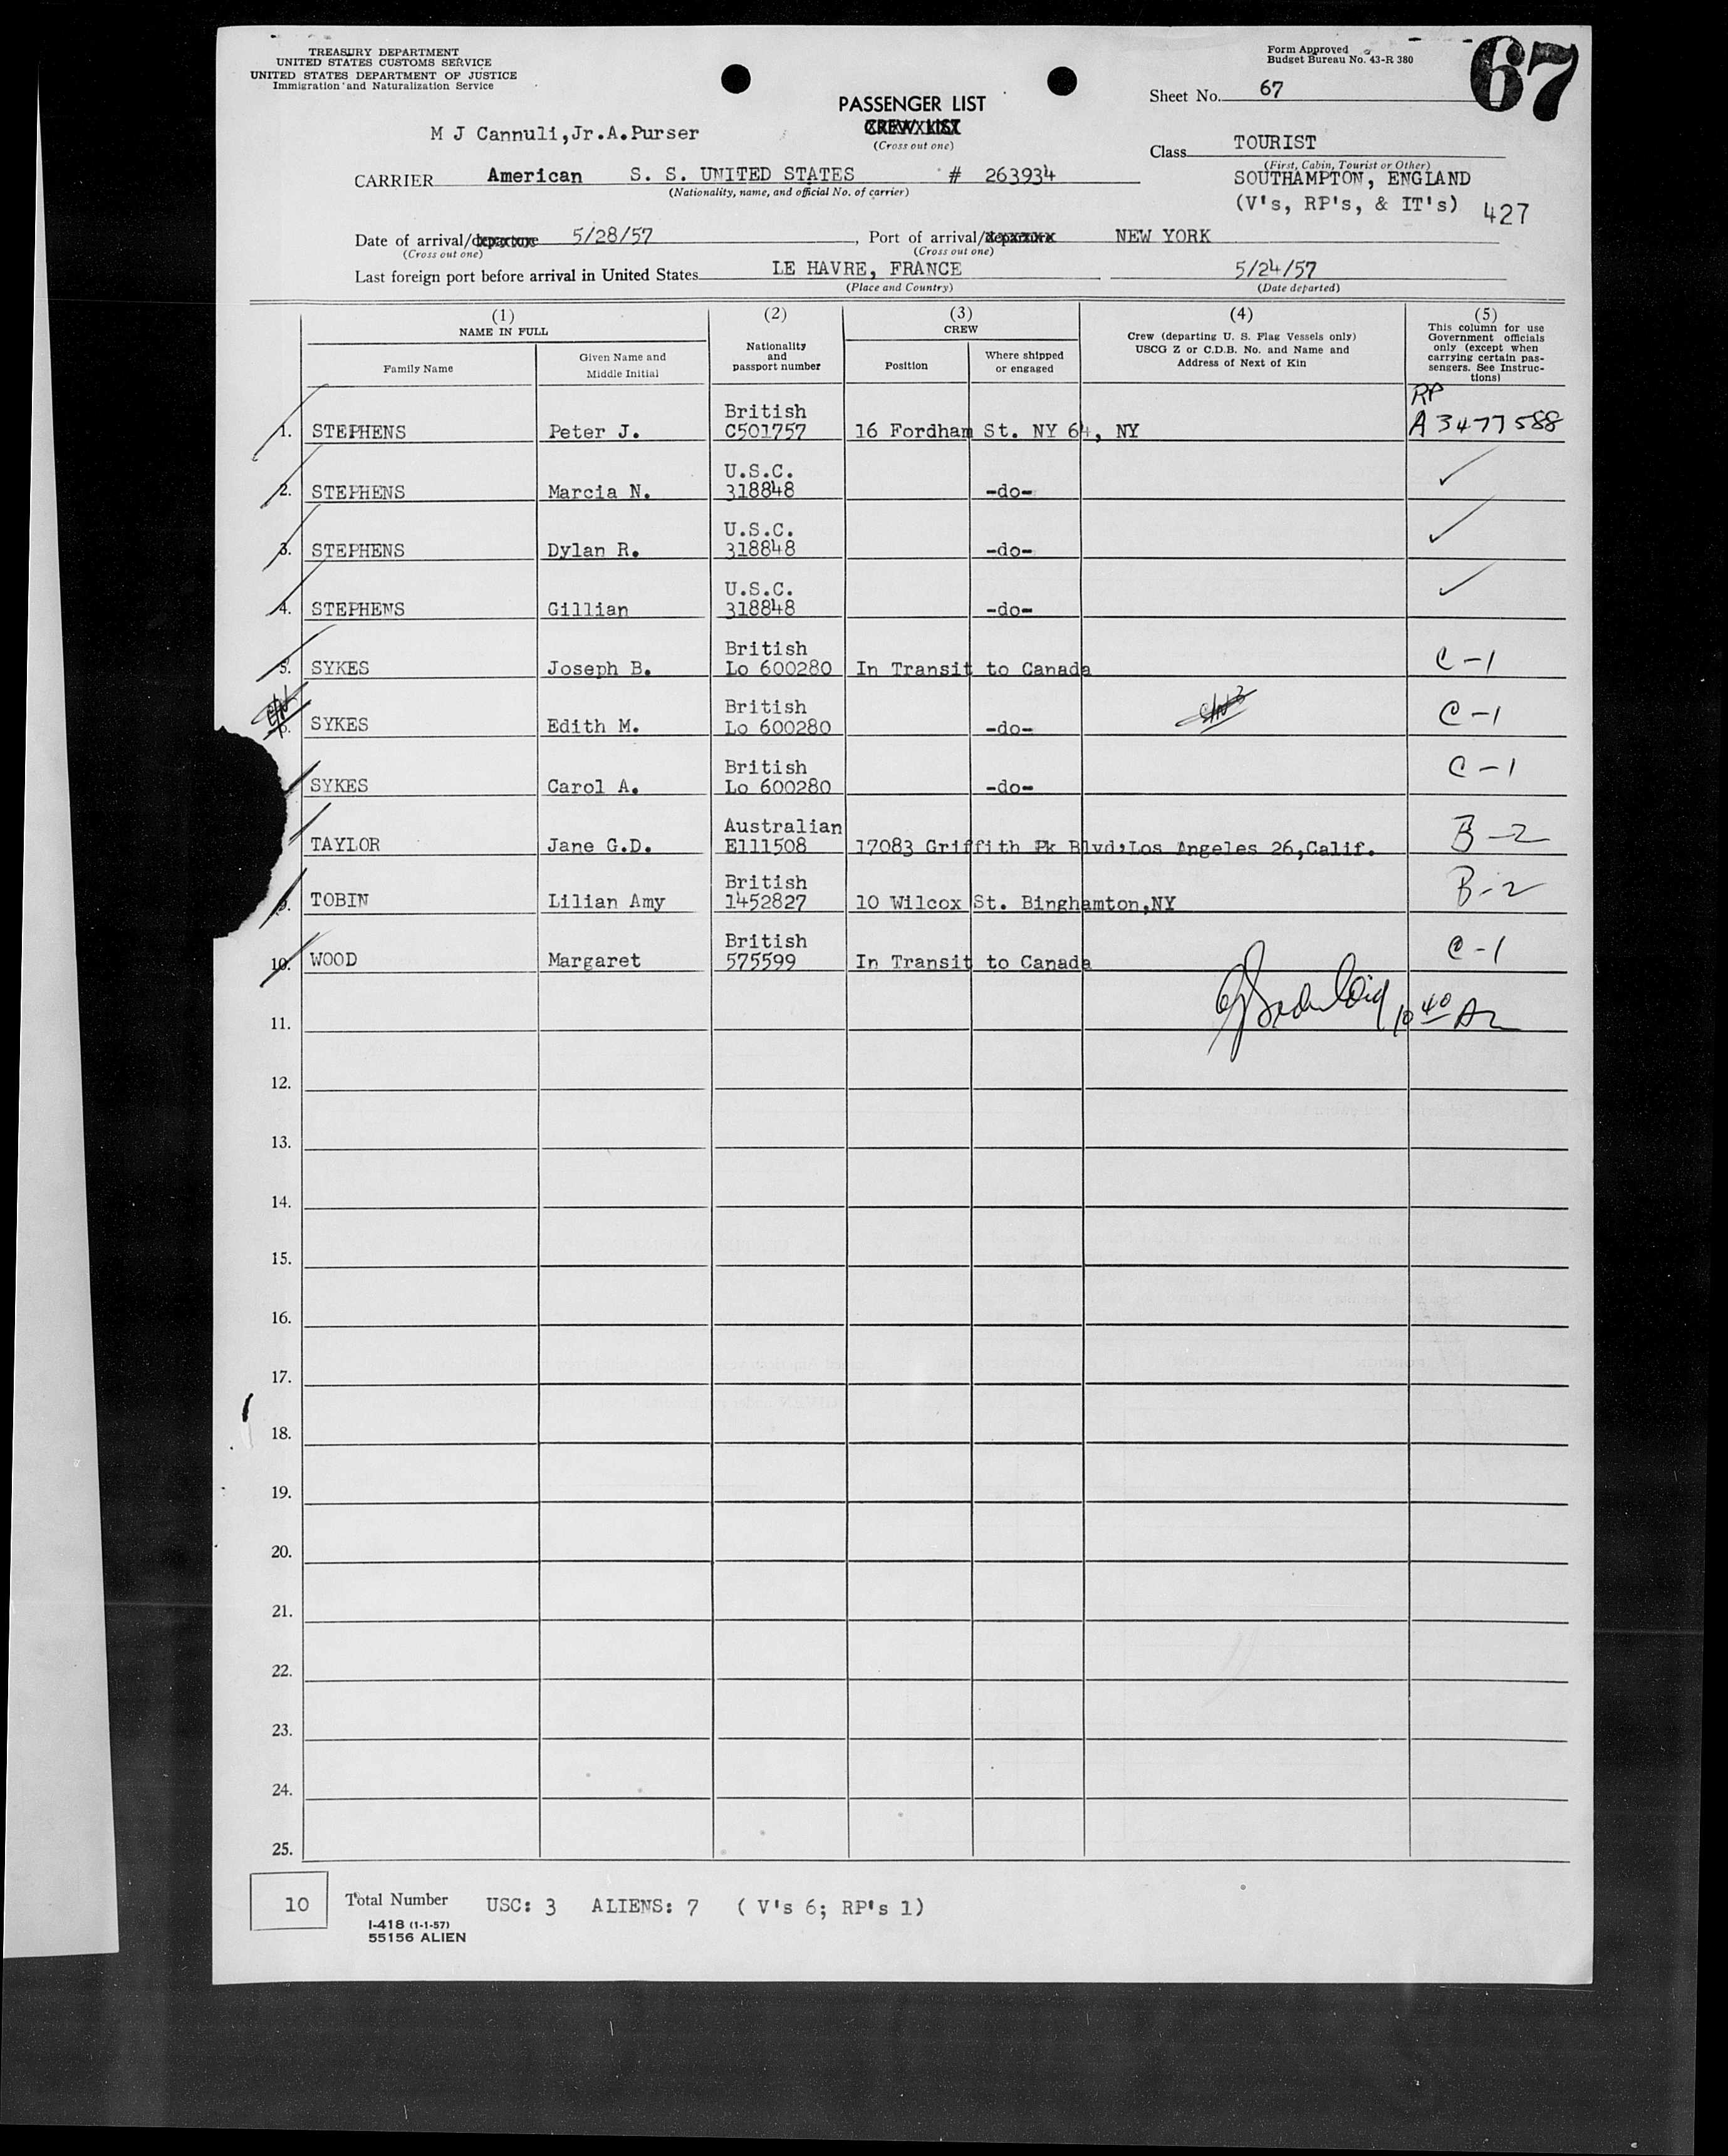 TREASURY DEPARTMENT
UNITED STATES CUSTOMS SERVICE
UNITED STATES DEPARTMENT OF JUSTICE
Immigration and Naturalization Service
Form Approved
Budget Bureau No. 43-R 380
67
PASSENGER LIST
CREW LIST
(Cross out one)
Sheet No. 67
M J Cannuli,Jr.A.Purser
Class TOURIST
(First, Cabin, Tourist or Other)
CARRIER American S. S. UNITED STATES # 263934
(Nationality, name, and official No. of carrier)
SOUTHAMPTON, ENGLAND
(V's, RP's, & IT's) 427
Date of arrival/departure 5/28/57, Port of arrival/departure NEW YORK
(Cross out one) (Cross out one)
Last foreign port before arrival in United States LE HAVRE, FRANCE 5/24/57
(Place and Country) (Date departed)
(1) (2) (3) (4) (5)
NAME IN FULL
Family Name
Given Name and
Middle Initial
Nationality
and
passport number
CREW
Position
Where shipped
or engaged
Crew (departing U. S. Flag Vessels only)
USCG Z or C.D.B. No. and Name and
Address of Next of Kin
This column for use
Government officials
only (except when
carrying certain pas-
sengers. See Instruc-
tions)
British RP
1. STEPHENS Peter J. C501757 16 Fordham St. NY 64, NY A3477588
U.S.C.
2. STEPHENS Marcia N. 318848 -do-
U.S.C.
3. STEPHENS Dylan R. 318848 -do-
U.S.C.
4. STEPHENS Gillian 318848 -do-
British
5. SYKES Joseph B. Lo 600280 In Transit to Canada C-1
British
SYKES Edith M. Lo 600280 -do- C-1
British
SYKES Carol A. Lo 600280 -do- C-1
Australian
TAYLOR Jane G.D. E111508 17083 Griffith Pk Blvd,Los Angeles 26,Calif. B-2
British
9. TOBIN Lilian Amy 1452827 10 Wilcox St. Binghamton,NY B-2
British
10. WOOD Margaret 575599 In Transit to Canada C-1
11. 10 40
12.
13.
14.
15.
16.
17.
18.
19.
20.
21.
22.
23.
24.
25.
10 Total Number USC: 3 ALIENS: 7 ( V's 6; RP's 1)
I-418 (1-1-57)
55156 ALIEN